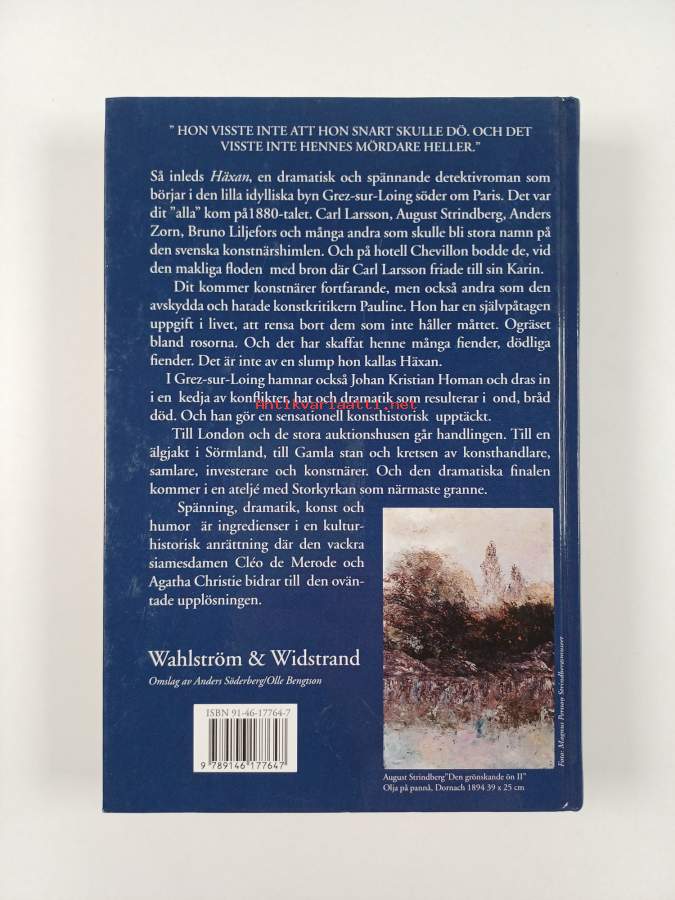 ” HON VISSTE INTE ATT HON SNART SKULLE DÖ. OCH DET
VISSTE INTE HENNES MÖRDARE HELLER.”
Så inleds Häxan, en dramatisk och spännande detektivroman som
börjar i den lilla idylliska byn Grez-sur-Loing söder om Paris. Det var
dit ”alla” kom på1880-talet. Carl Larsson, August Strindberg, Anders
Zorn, Bruno Liljefors och många andra som skulle bli stora namn på
den svenska konstnärshimlen. Och på hotell Chevillon bodde de, vid
den makliga floden med bron där Carl Larsson friade till sin Karin.
Dit kommer konstnärer fortfarande, men också andra som den
avskydda och hatade konstkritikern Pauline. Hon har en självpåtagen
uppgift i livet, att rensa bort dem som inte håller måttet. Ogräset
bland rosorna. Och det har skaffat henne många fiender, dödliga
fiender. Det är inte av en slump hon kallas Häxan.
I Grez-sur-Loing hamnar också Johan Kristian Homan och dras in
i en kedja av konflikter, hat och dramatik som resulterar i ond, bråd
Antikvariaatti.net
död. Och han gör en sensationell konsthistorisk upptäckt.
Till London och de stora auktionshusen går handlingen. Till en
älgjakt i Sörmland, till Gamla stan och kretsen av konsthandlare,
samlare, investerare och konstnärer. Och den dramatiska finalen
kommer i en ateljé med Storkyrkan som närmaste granne.
Spänning, dramatik, konst och
humor är ingredienser i en kultur-
historisk anrättning där den vackra
siamesdamen Cléo de Merode och
Agatha Christie bidrar till den ovän-
tade upplösningen.
Wahlström & Widstrand
Omslag av Anders Söderberg/Olle Bengtson
ISBN 91-46-17764-7
9 789146 177647
Foto: Magnus Persson Strindbergsmuseet
August Strindberg”Den grönskande ön II”
Olja på pannå, Dornach 1894 39 x 25 cm